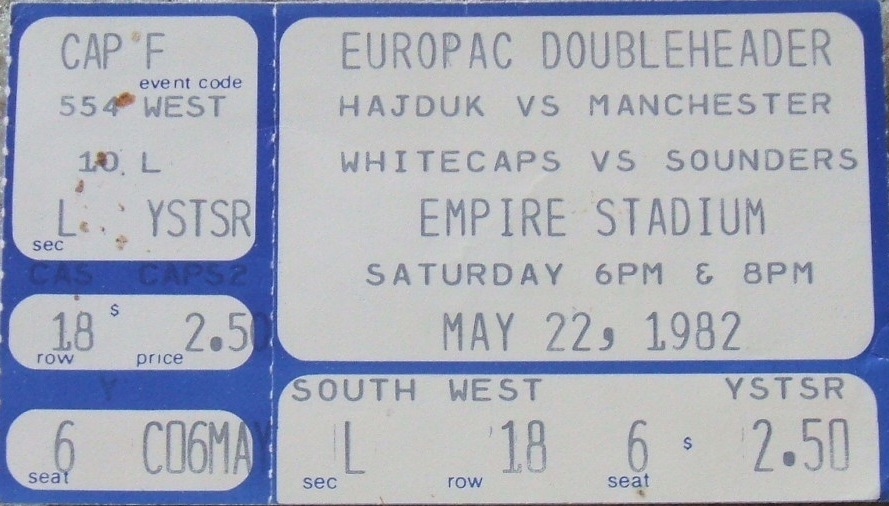 CAP F
event code
554 WEST
10 L
L YSTSR
sec
CAS CAPS2
18 $ 2.50
row price
Y
6 C06MAY
seat
EUROPAC DOUBLEHEADER
HAJDUK VS MANCHESTER
WHITECAPS VS SOUNDERS
EMPIRE STADIUM
SATURDAY 6PM & 8PM
MAY 22, 1982
SOUTH WEST YSTSR
L 18 6 $ 2.50
sec row seat